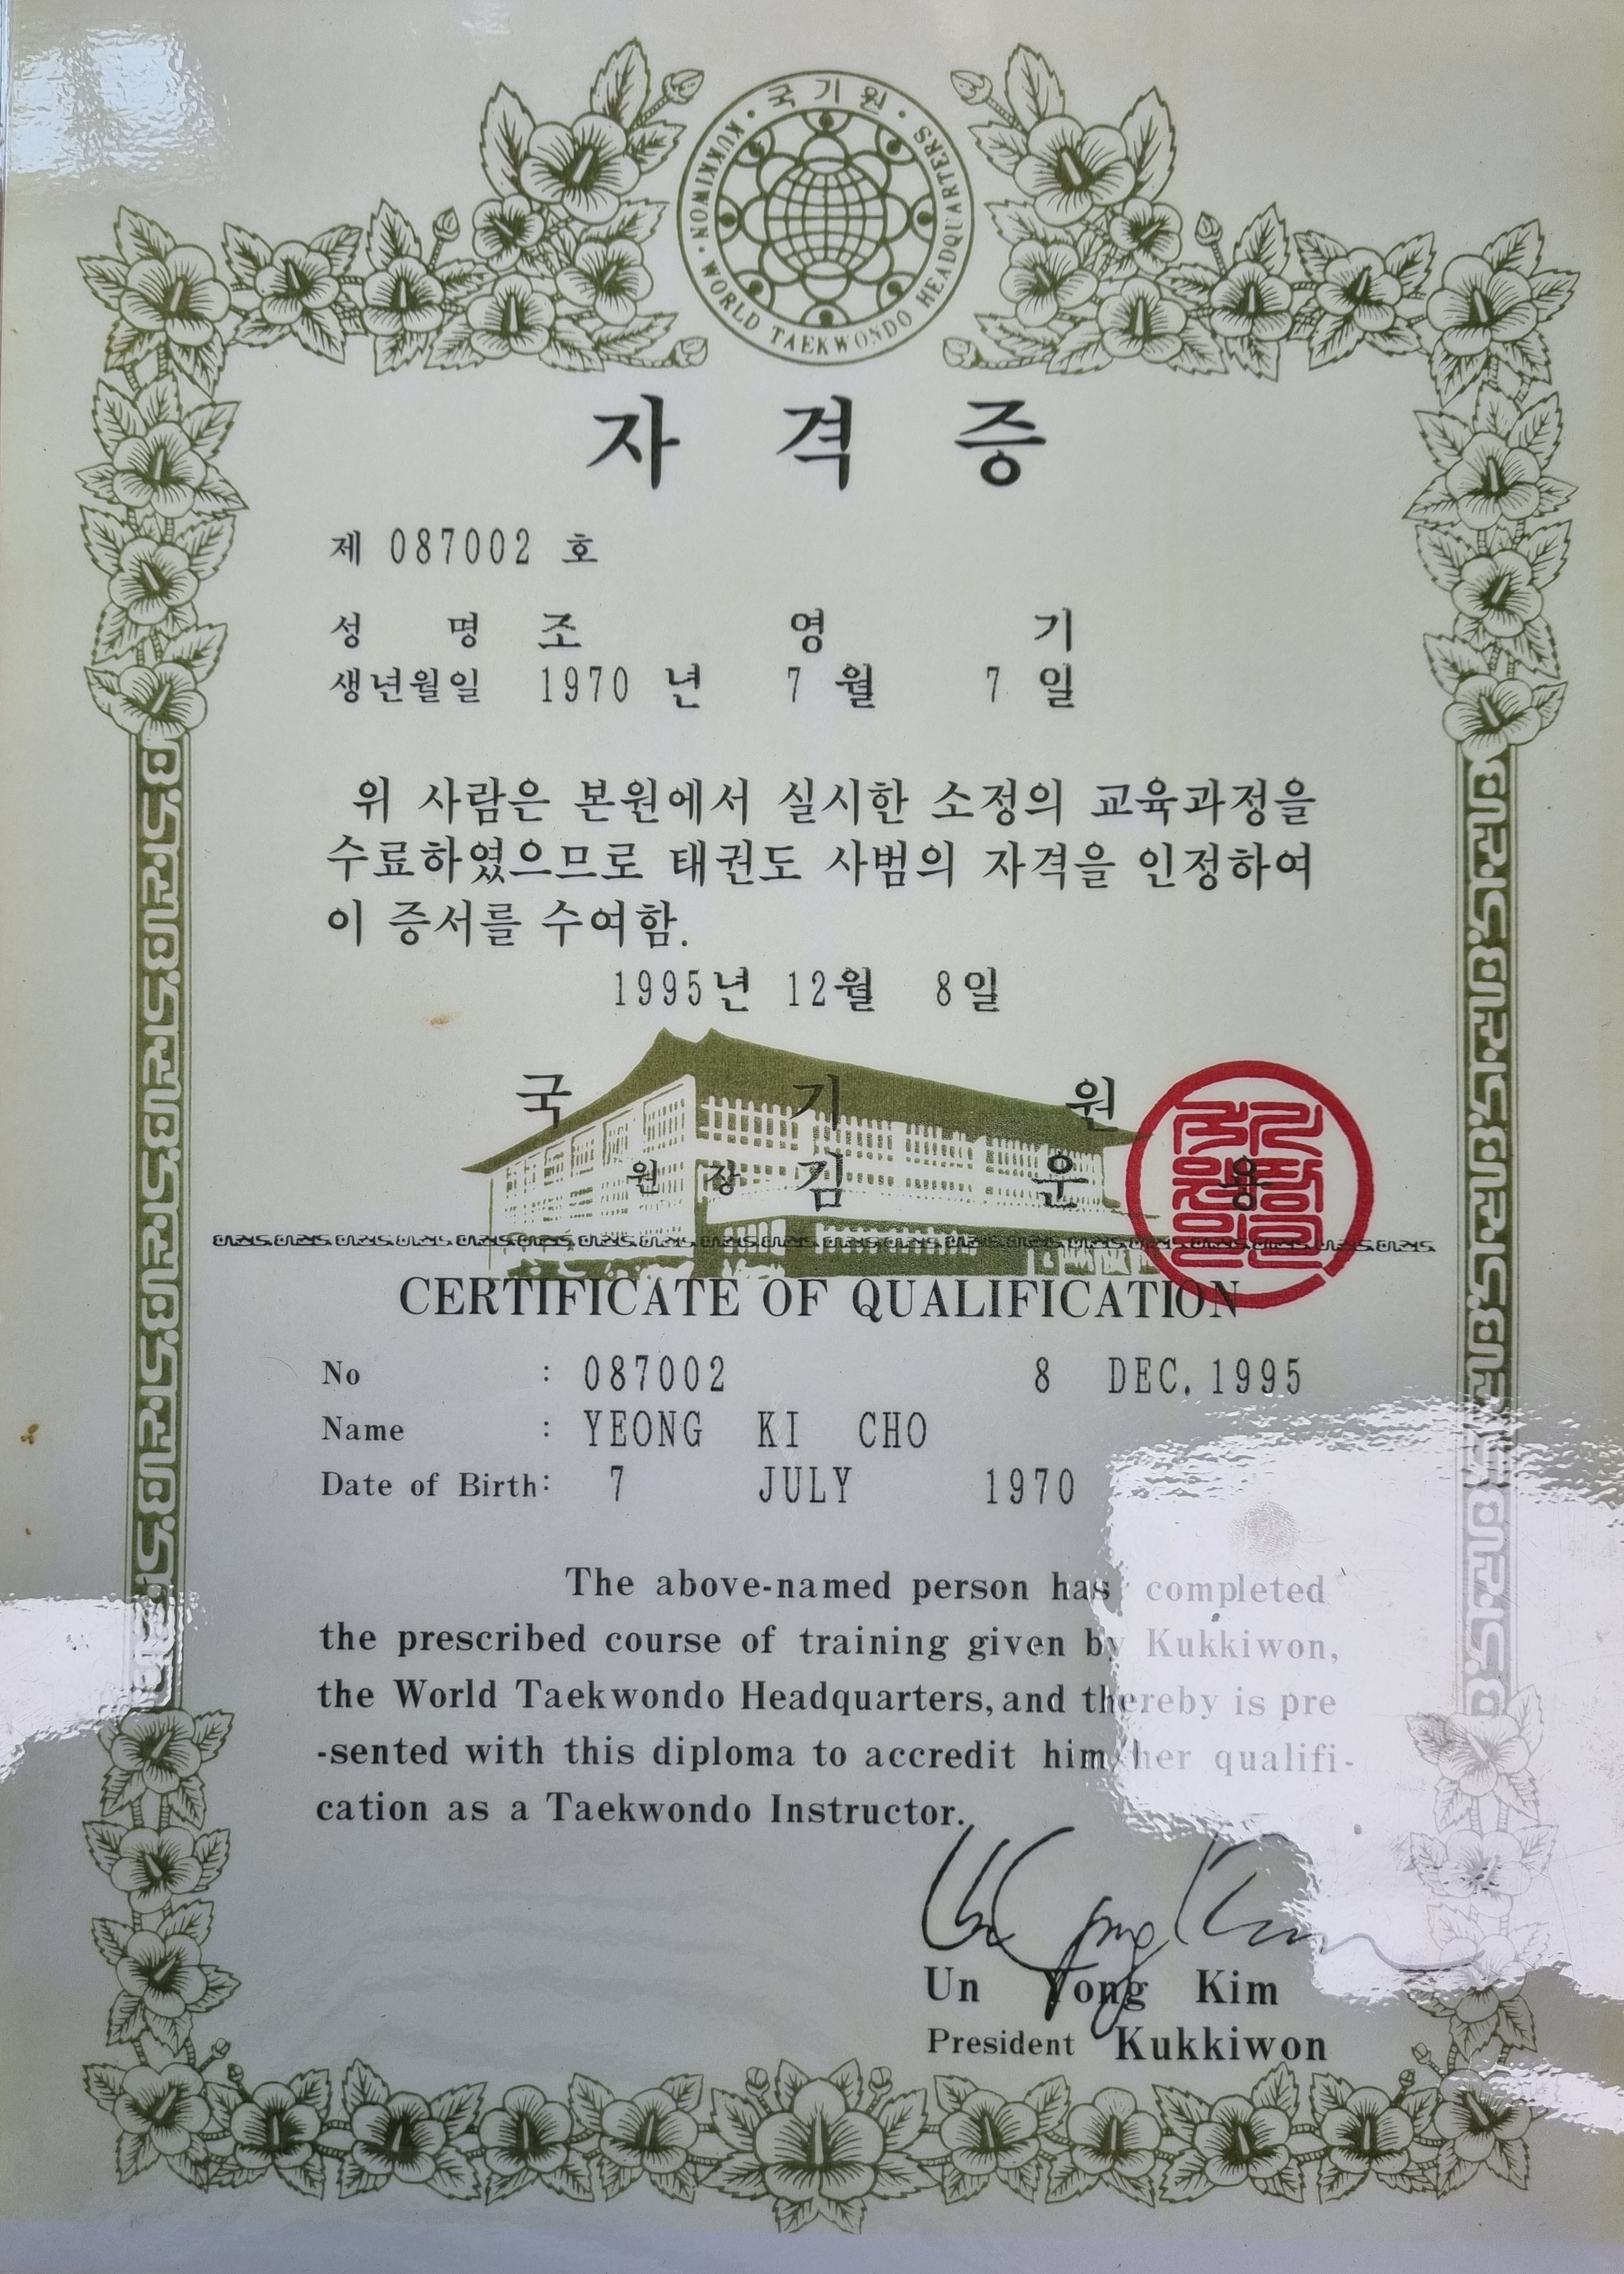 국기원
KUKKIWON · WORLD TAEKWONDO HEADQUARTERS
자 격 증
제 087002 호
성 명 조 영 기
생년월일 1970 년 7 월 7 일
위 사람은 본원에서 실시한 소정의 교육과정을
수료하였으므로 태권도 사범의 자격을 인정하여
이 증서를 수여함.
1995년 12월 8일
국 기 원
원 장 김 운 용
CERTIFICATE OF QUALIFICATION
No : 087002 8 DEC. 1995
Name : YEONG KI CHO
Date of Birth: 7 JULY 1970
The above-named person has completed
the prescribed course of training given by Kukkiwon,
the World Taekwondo Headquarters, and thereby is pre
-sented with this diploma to accredit him/her qualifi-
cation as a Taekwondo Instructor.
Un Yong Kim
Un Yong Kim
President Kukkiwon